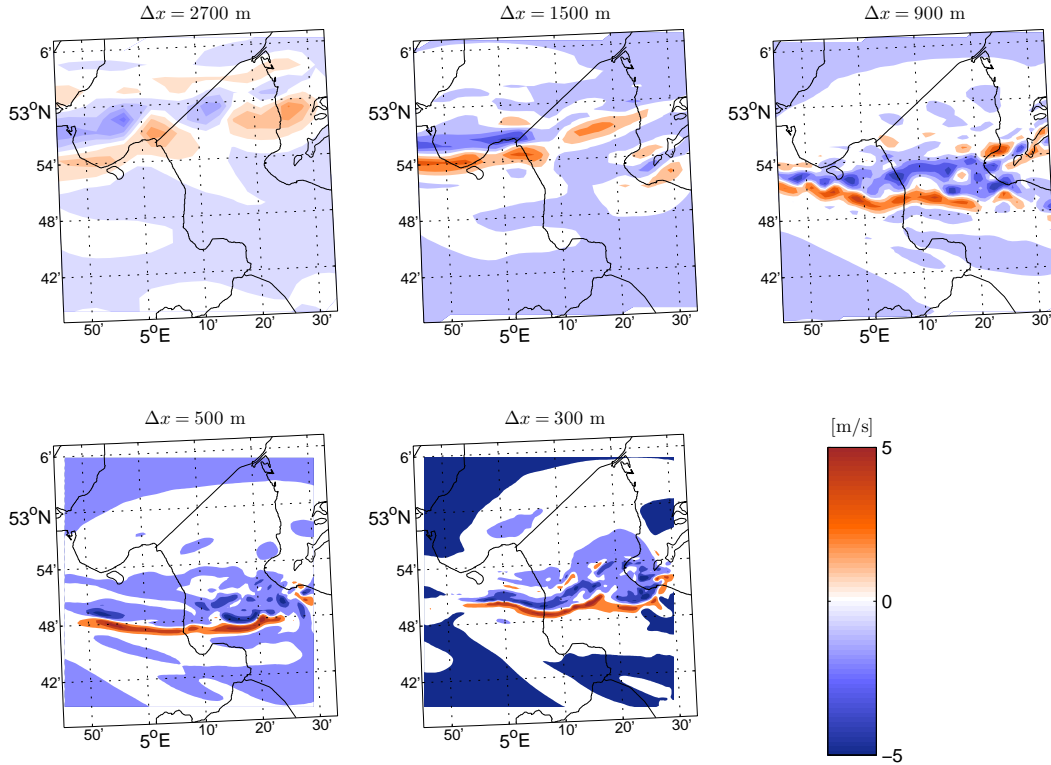 Δx = 2700 m
6'
53°N
54'
48'
42'
50'
5°E
10'
20'
30'
Δx = 1500 m
6'
53°N
54'
48'
42'
50'
5°E
10'
20'
30'
Δx = 900 m
6'
53°N
54'
48'
42'
50'
5°E
10'
20'
30'
Δx = 500 m
6'
53°N
54'
48'
42'
50'
5°E
10'
20'
30'
Δx = 300 m
6'
53°N
54'
48'
42'
50'
5°E
10'
20'
30'
[m/s]
5
0
−5